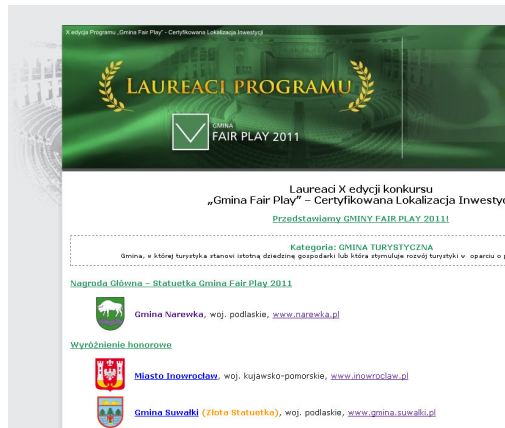 X edycja Programu „Gmina Fair Play" - Certyfikowana Lokalizacja Inwestycji
LAUREACI PROGRAMU
GMINA
FAIR PLAY 2011
Laureaci X edycji konkursu
„Gmina Fair Play” – Certyfikowana Lokalizacja Inwestyc
Przedstawiamy GMINY FAIR PLAY 2011!
Kategoria: GMINA TURYSTYCZNA
Gmina, w której turystyka stanowi istotną dziedzinę gospodarki lub która stymuluje rozwój turystyki w oparciu o p
Nagroda Główna – Statuetka Gmina Fair Play 2011
Gmina Narewka, woj. podlaskie, www.narewka.pl
Wyróżnienie honorowe
Miasto Inowrocław, woj. kujawsko-pomorskie, www.inowroclaw.pl
Gmina Suwałki (Złota Statuetka), woj. podlaskie, www.gmina.suwalki.pl